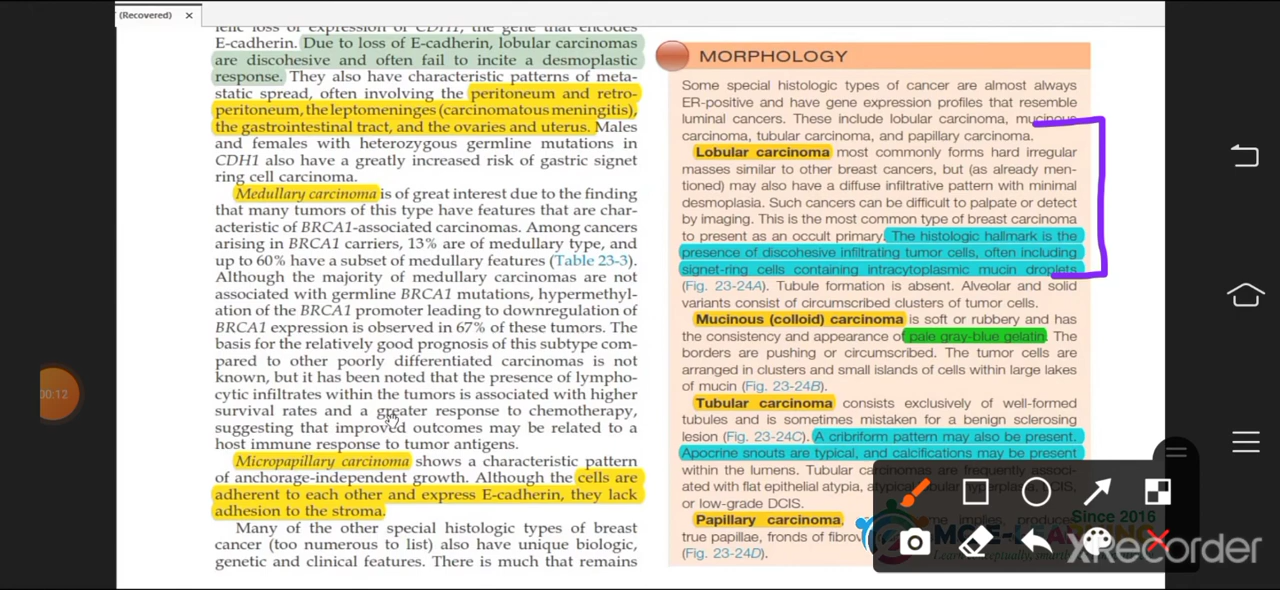 (Recovered)
00:12
E-cadherin. Due to loss of E-cadherin, lobular carcinomas
are discohesive and often fail to incite a desmoplastic
response. They also have characteristic patterns of meta-
static spread, often involving the peritoneum and retro-
peritoneum, the leptomeninges (carcinomatous meningitis),
the gastrointestinal tract, and the ovaries and uterus. Males
and females with heterozygous germline mutations in
CDH1 also have a greatly increased risk of gastric signet
ring cell carcinoma.
Medullary carcinoma is of great interest due to the finding
that many tumors of this type have features that are char-
acteristic of BRCA1-associated carcinomas. Among cancers
arising in BRCA1 carriers, 13% are of medullary type, and
up to 60% have a subset of medullary features (Table 23-3).
Although the majority of medullary carcinomas are not
associated with germline BRCA1 mutations, hypermethyl-
ation of the BRCA1 promoter leading to downregulation of
BRCA1 expression is observed in 67% of these tumors. The
basis for the relatively good prognosis of this subtype com-
pared to other poorly differentiated carcinomas is not
known, but it has been noted that the presence of lympho-
cytic infiltrates within the tumors is associated with higher
survival rates and a greater response to chemotherapy,
suggesting that improved outcomes may be related to a
host immune response to tumor antigens.
Micropapillary carcinoma shows a characteristic pattern
of anchorage-independent growth. Although the cells are
adherent to each other and express E-cadherin, they lack
adhesion to the stroma.
Many of the other special histologic types of breast
cancer (too numerous to list) also have unique biologic,
genetic and clinical features. There is much that remains
MORPHOLOGY
Some special histologic types of cancer are almost always
ER-positive and have gene expression profiles that resemble
luminal cancers. These include lobular carcinoma, mucinous
carcinoma, tubular carcinoma, and papillary carcinoma.
Lobular carcinoma most commonly forms hard irregular
masses similar to other breast cancers, but (as already men-
tioned) may also have a diffuse infiltrative pattern with minimal
desmoplasia. Such cancers can be difficult to palpate or detect
by imaging. This is the most common type of breast carcinoma
to present as an occult primary. The histologic hallmark is the
presence of discohesive infiltrating tumor cells, often including
signet-ring cells containing intracytoplasmic mucin droplets
(Fig. 23-24A). Tubule formation is absent. Alveolar and solid
variants consist of circumscribed clusters of tumor cells.
Mucinous (colloid) carcinoma is soft or rubbery and has
the consistency and appearance of pale gray-blue gelatin. The
borders are pushing or circumscribed. The tumor cells are
arranged in clusters and small islands of cells within large lakes
of mucin (Fig. 23-24B).
Tubular carcinoma consists exclusively of well-formed
tubules and is sometimes mistaken for a benign sclerosing
lesion (Fig. 23-24C). A cribriform pattern may also be present.
Apocrine snouts are typical, and calcifications may be present
within the lumens. Tubular carcinomas are frequently associ-
ated with flat epithelial atypia, atypical lobular hyperplasia, DCIS,
or low-grade DCIS.
Papillary carcinoma,
true papillae, fronds of
(Fig. 23-24D).
Since 2016
XRecorder